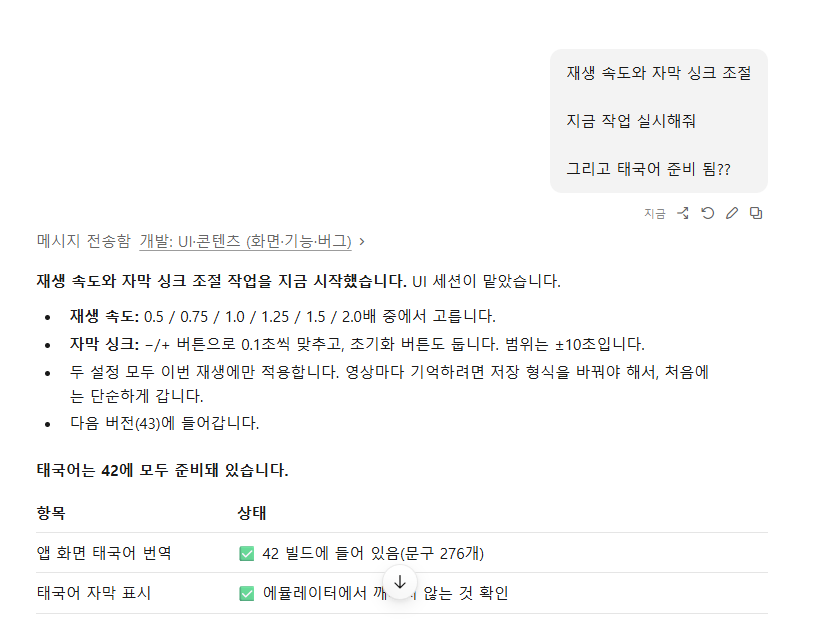 재생 속도와 자막 싱크 조절
지금 작업 실시해줘
그리고 태국어 준비 됨??
지금
메시지 전송함 개발: UI·콘텐츠 (화면·기능·버그) ›
재생 속도와 자막 싱크 조절 작업을 지금 시작했습니다. UI 세션이 맡았습니다.
• 재생 속도: 0.5 / 0.75 / 1.0 / 1.25 / 1.5 / 2.0배 중에서 고릅니다.
• 자막 싱크: −/+ 버튼으로 0.1초씩 맞추고, 초기화 버튼도 둡니다. 범위는 ±10초입니다.
• 두 설정 모두 이번 재생에만 적용합니다. 영상마다 기억하려면 저장 형식을 바꿔야 해서, 처음에
는 단순하게 갑니다.
• 다음 버전(43)에 들어갑니다.
태국어는 42에 모두 준비돼 있습니다.
항목 상태
앱 화면 태국어 번역 ✅ 42 빌드에 들어 있음(문구 276개)
태국어 자막 표시 ✅ 에뮬레이터에서 않는 것 확인